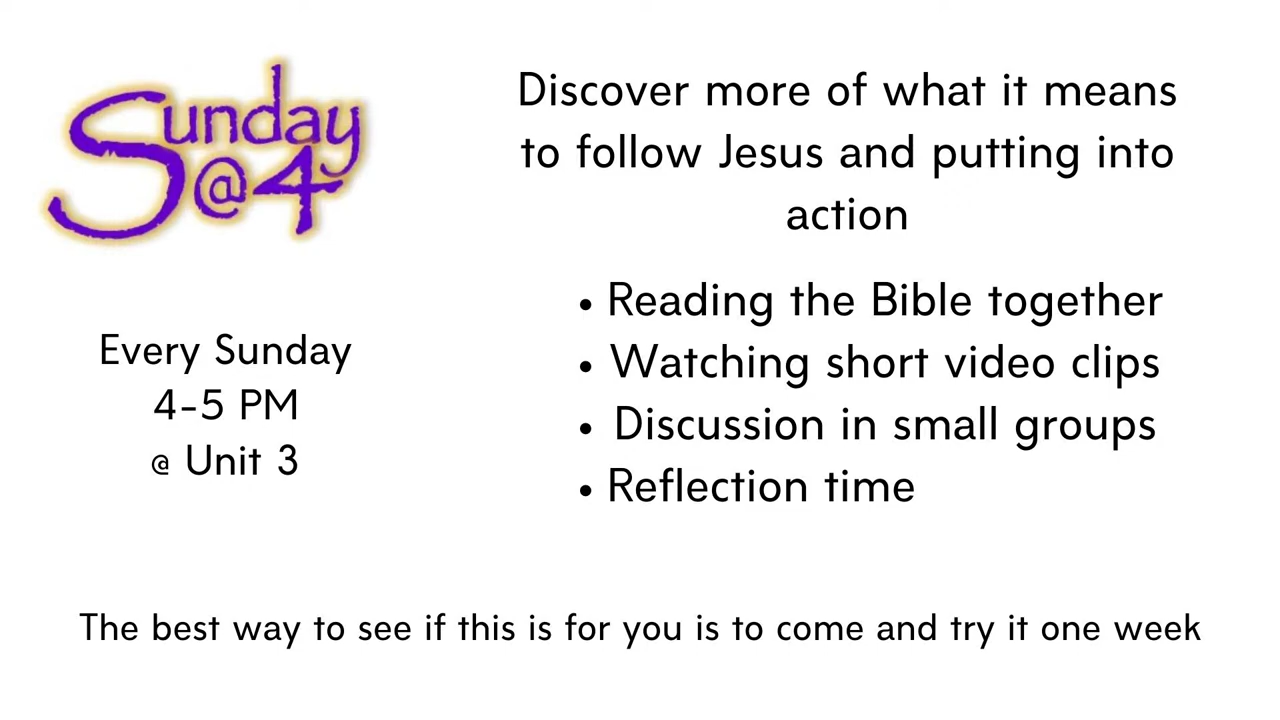 Sunday
@4
Every Sunday
4-5 PM
@ Unit 3
Discover more of what it means
to follow Jesus and putting into
action
• Reading the Bible together
• Watching short video clips
• Discussion in small groups
• Reflection time
The best way to see if this is for you is to come and try it one week